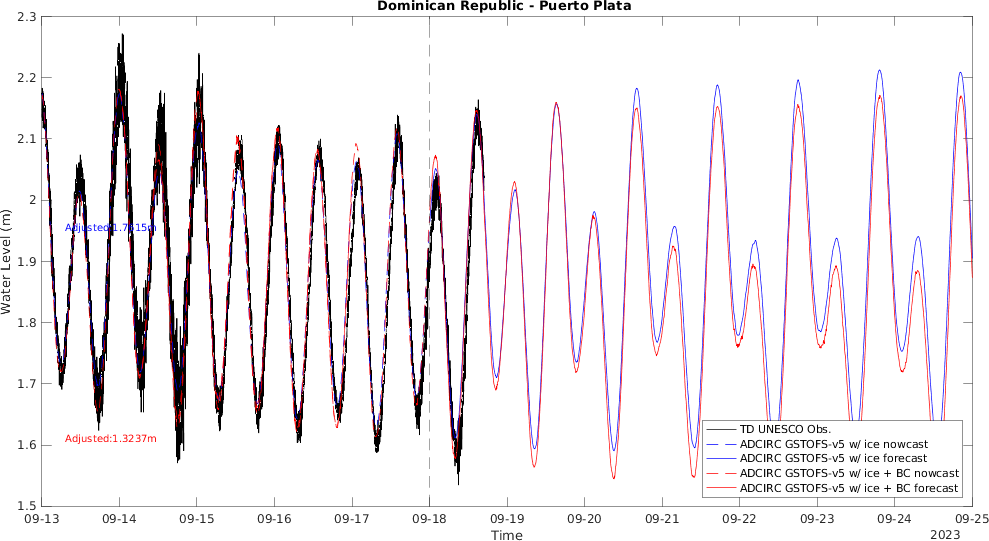 Dominican Republic - Puerto Plata
Water Level (m)
2.3
2.2
2.1
2
1.9
1.8
1.7
1.6
1.5
Adjusted:1.3237m
TD UNESCO Obs.
ADCIRC GSTOFS-v5 w/ ice nowcast
ADCIRC GSTOFS-v5 w/ ice forecast
ADCIRC GSTOFS-v5 w/ ice + BC nowcast
ADCIRC GSTOFS-v5 w/ ice + BC forecast
09-13 09-14 09-15 09-16 09-17 09-18 09-19 09-20 09-21 09-22 09-23 09-24 09-25
Time
2023